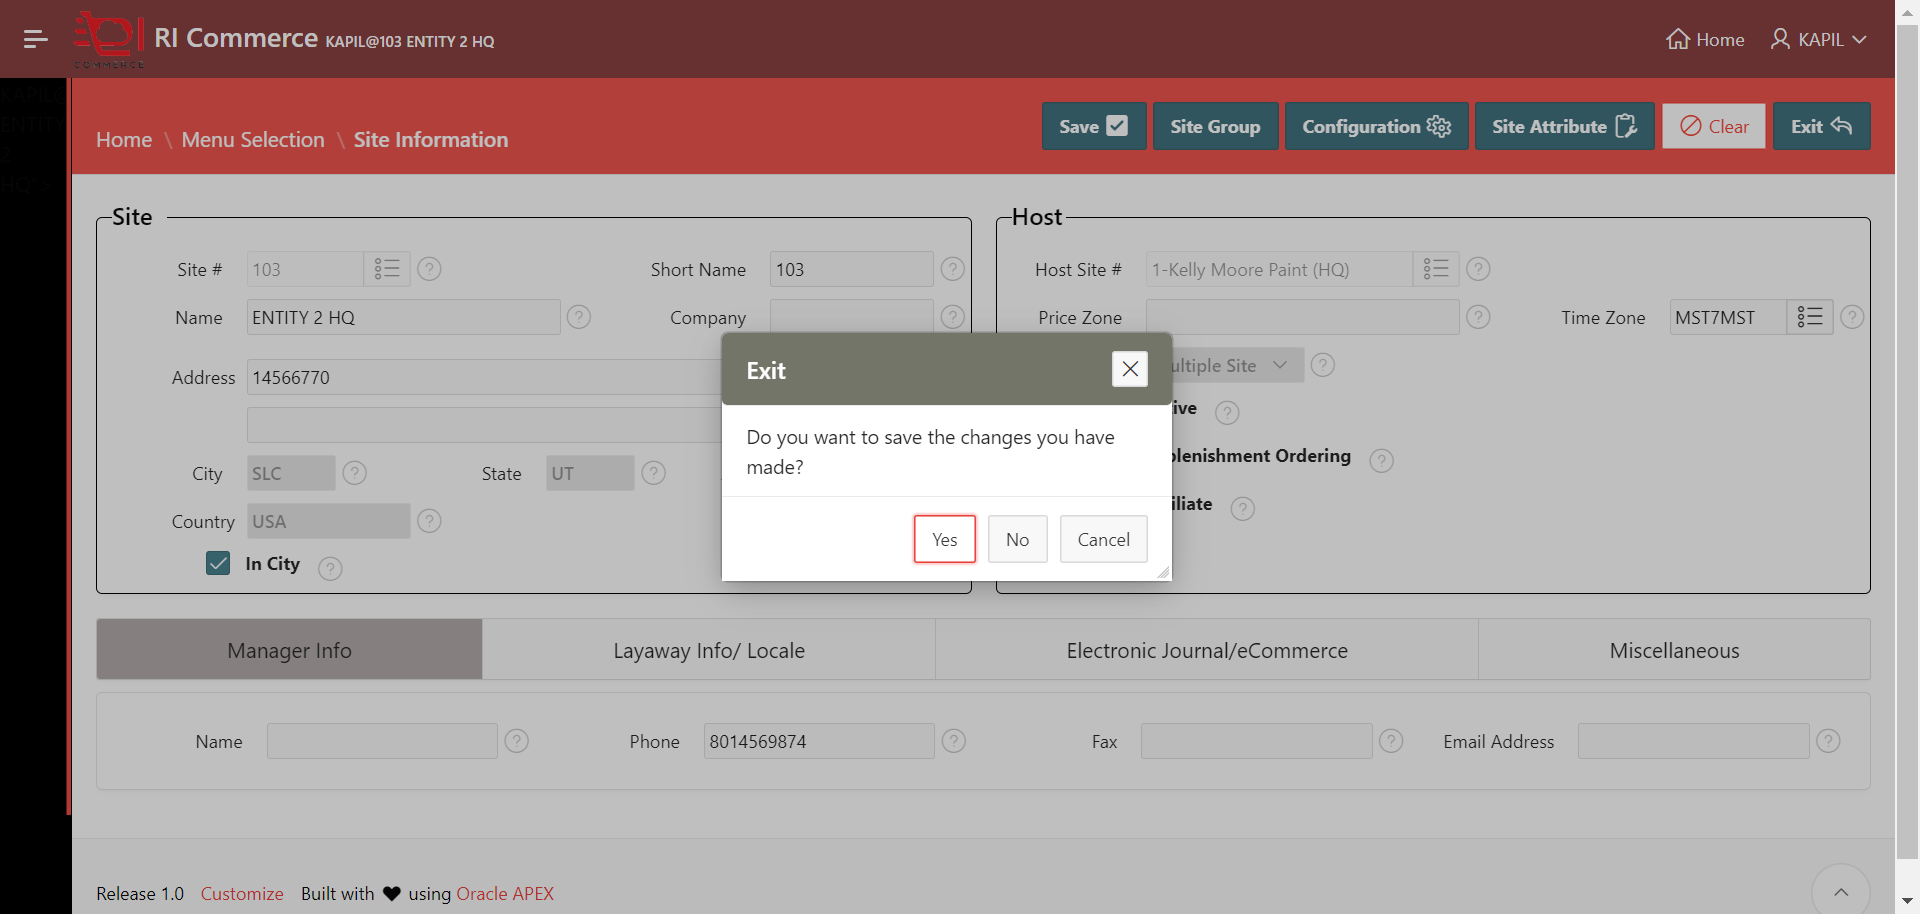 RI Commerce KAPIL@103 ENTITY 2 HQ
COMMERCE
Home
KAPIL
KAPIL@
ENTITY
2
HQ
Home \ Menu Selection \ Site Information
Save
Site Group
Configuration
Site Attribute
Clear
Exit
Site
Site # 103 ?
Short Name 103 ?
Name ENTITY 2 HQ ?
Company ?
Address 14566770
City SLC ?
State UT ?
Country USA ?
In City ?
Host
Host Site # 1-Kelly Moore Paint (HQ) ?
Price Zone ?
Time Zone MST7MST ?
ultiple Site ?
ive ?
plenishment Ordering ?
iliate ?
Exit
Do you want to save the changes you have
made?
Yes
No
Cancel
Manager Info
Layaway Info/ Locale
Electronic Journal/eCommerce
Miscellaneous
Name ?
Phone 8014569874 ?
Fax ?
Email Address ?
Release 1.0 Customize Built with ♥ using Oracle APEX